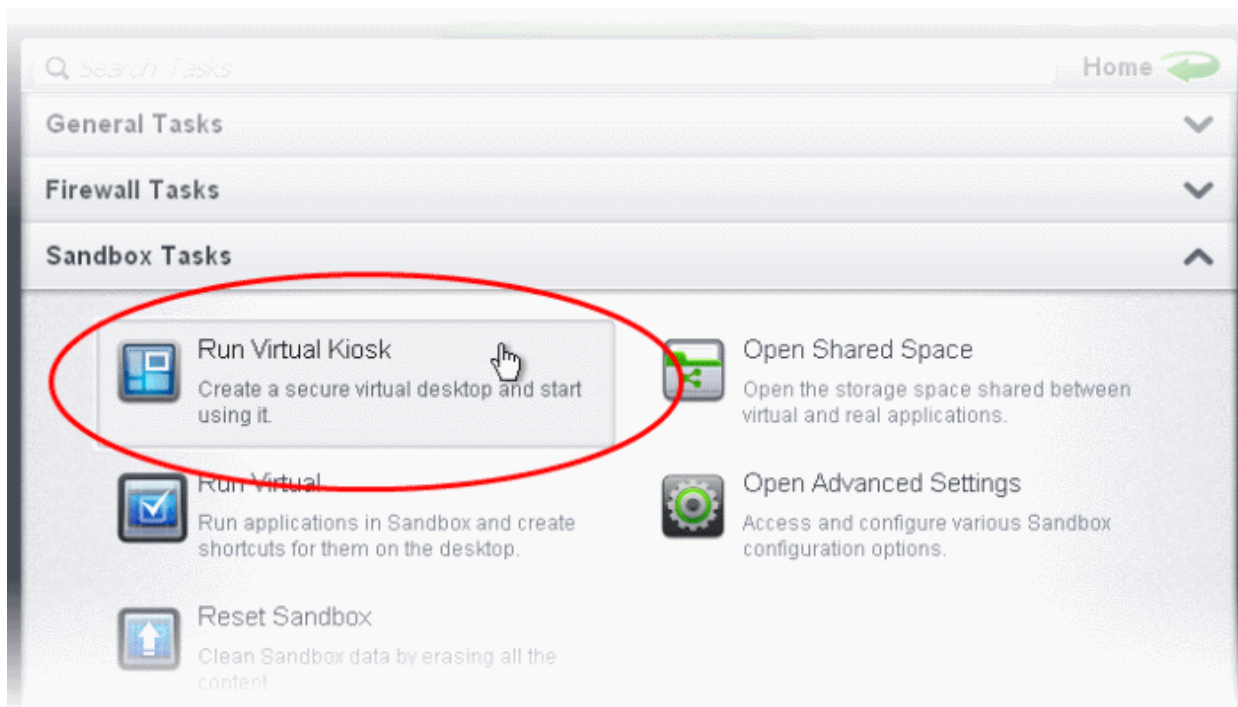 Search Tasks
Home
General Tasks
Firewall Tasks
Sandbox Tasks
Run Virtual Kiosk
Create a secure virtual desktop and start
using it.
Open Shared Space
Open the storage space shared between
virtual and real applications.
Run Virtual
Run applications in Sandbox and create
shortcuts for them on the desktop.
Open Advanced Settings
Access and configure various Sandbox
configuration options.
Reset Sandbox
Clean Sandbox data by erasing all the
content